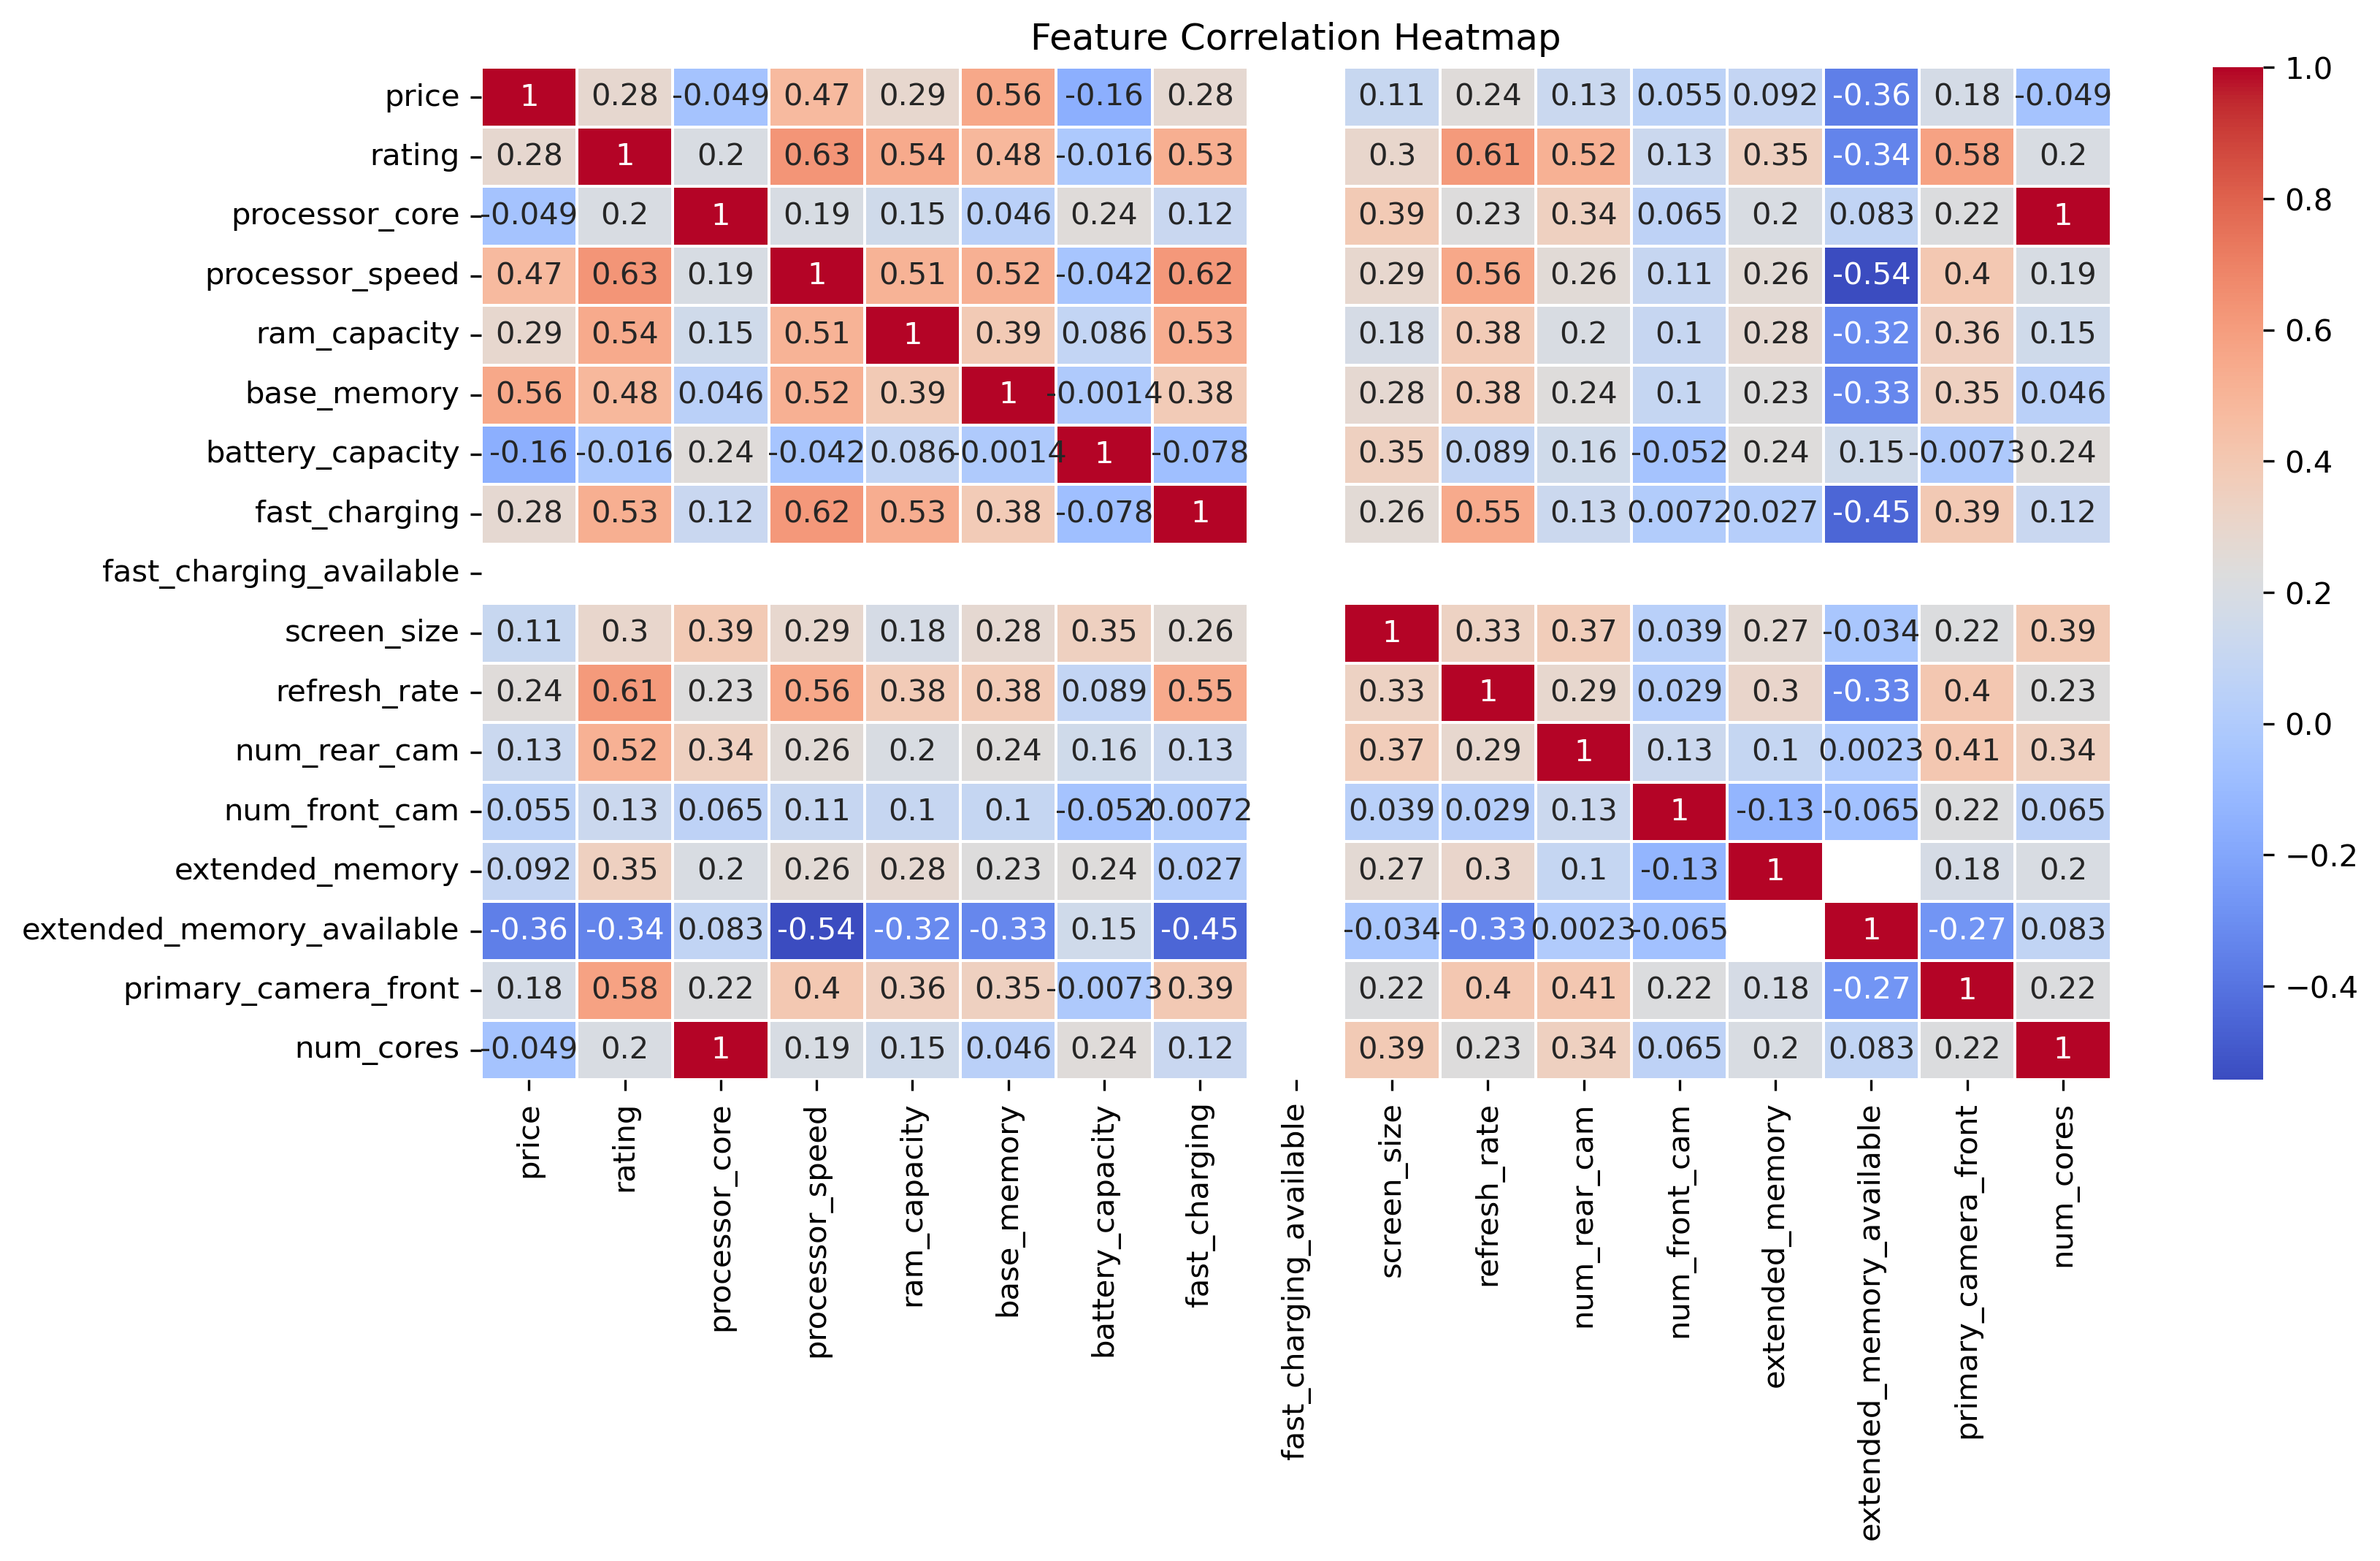 Feature Correlation Heatmap
price 1 0.28 -0.049 0.47 0.29 0.56 -0.16 0.28 0.11 0.24 0.13 0.055 0.092 -0.36 0.18 -0.049
rating 0.28 1 0.2 0.63 0.54 0.48 -0.016 0.53 0.3 0.61 0.52 0.13 0.35 -0.34 0.58 0.2
processor_core -0.049 0.2 1 0.19 0.15 0.046 0.24 0.12 0.39 0.23 0.34 0.065 0.2 0.083 0.22 1
processor_speed 0.47 0.63 0.19 1 0.51 0.52 -0.042 0.62 0.29 0.56 0.26 0.11 0.26 -0.54 0.4 0.19
ram_capacity 0.29 0.54 0.15 0.51 1 0.39 0.086 0.53 0.18 0.38 0.2 0.1 0.28 -0.32 0.36 0.15
base_memory 0.56 0.48 0.046 0.52 0.39 1 -0.0014 0.38 0.28 0.38 0.24 0.1 0.23 -0.33 0.35 0.046
battery_capacity -0.16 -0.016 0.24 -0.042 0.086 -0.0014 1 -0.078 0.35 0.089 0.16 -0.052 0.24 0.15 -0.0073 0.24
fast_charging 0.28 0.53 0.12 0.62 0.53 0.38 -0.078 1 0.26 0.55 0.13 0.0072 0.027 -0.45 0.39 0.12
fast_charging_available
screen_size 0.11 0.3 0.39 0.29 0.18 0.28 0.35 0.26 1 0.33 0.37 0.039 0.27 -0.034 0.22 0.39
refresh_rate 0.24 0.61 0.23 0.56 0.38 0.38 0.089 0.55 0.33 1 0.29 0.029 0.3 -0.33 0.4 0.23
num_rear_cam 0.13 0.52 0.34 0.26 0.2 0.24 0.16 0.13 0.37 0.29 1 0.13 0.1 0.0023 0.41 0.34
num_front_cam 0.055 0.13 0.065 0.11 0.1 0.1 -0.052 0.0072 0.039 0.029 0.13 1 -0.13 -0.065 0.22 0.065
extended_memory 0.092 0.35 0.2 0.26 0.28 0.23 0.24 0.027 0.27 0.3 0.1 -0.13 1 0.18 0.2
extended_memory_available -0.36 -0.34 0.083 -0.54 -0.32 -0.33 0.15 -0.45 -0.034 -0.33 0.0023 -0.065 1 -0.27 0.083
primary_camera_front 0.18 0.58 0.22 0.4 0.36 0.35 -0.0073 0.39 0.22 0.4 0.41 0.22 0.18 -0.27 1 0.22
num_cores -0.049 0.2 1 0.19 0.15 0.046 0.24 0.12 0.39 0.23 0.34 0.065 0.2 0.083 0.22 1
price
rating
processor_core
processor_speed
ram_capacity
base_memory
battery_capacity
fast_charging
fast_charging_available
screen_size
refresh_rate
num_rear_cam
num_front_cam
extended_memory
extended_memory_available
primary_camera_front
num_cores
1.0
0.8
0.6
0.4
0.2
0.0
−0.2
−0.4